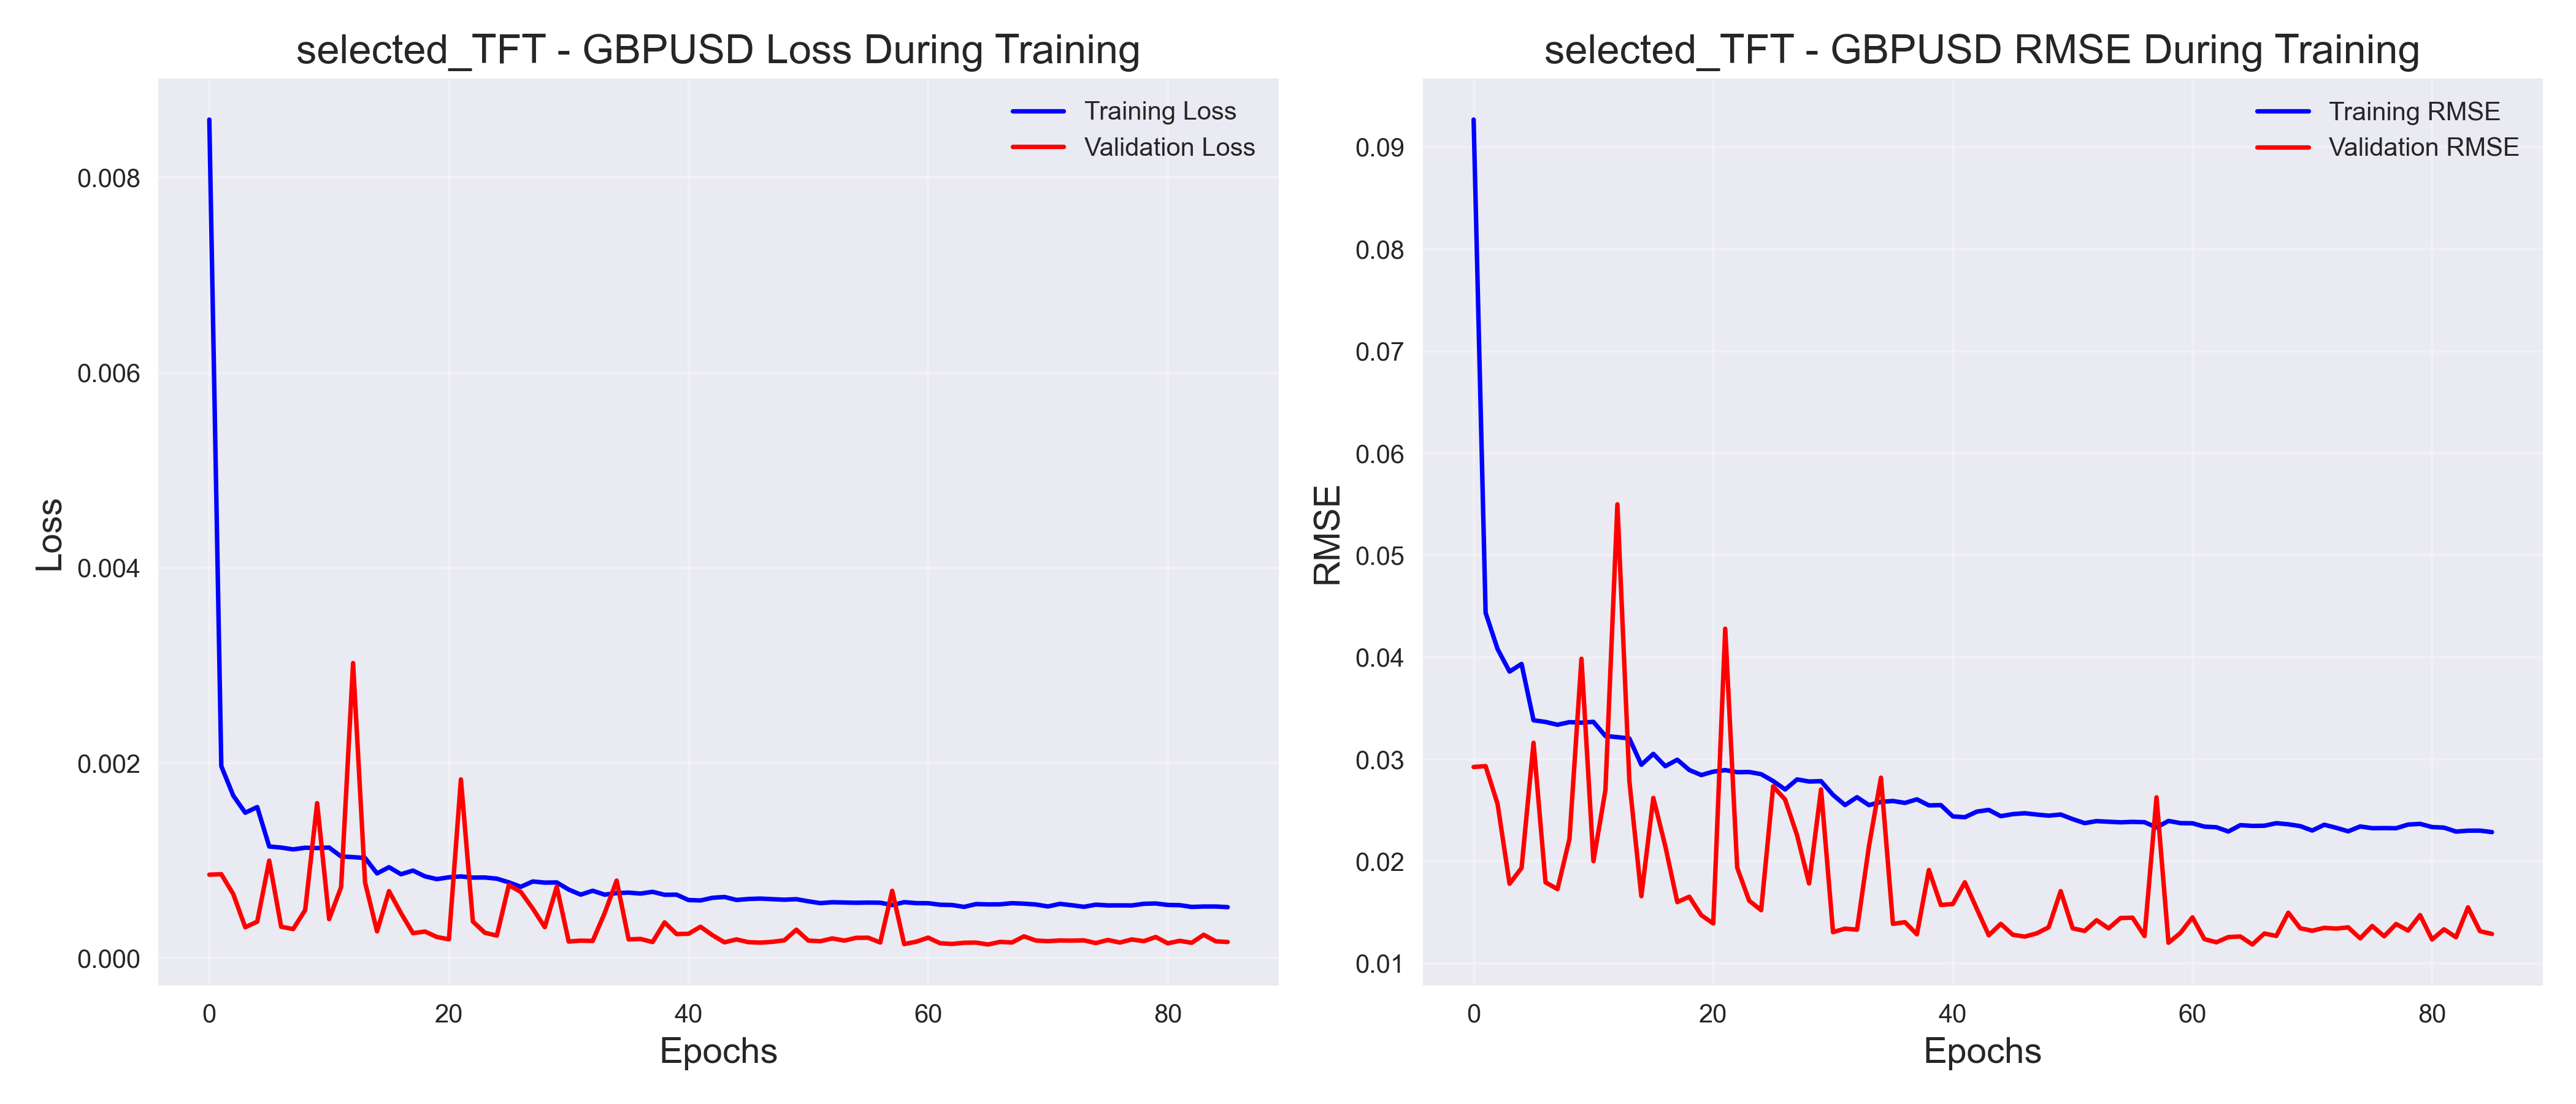 selected_TFT - GBPUSD Loss During Training
Training Loss
Validation Loss
0.008
0.006
0.004
0.002
0.000
Loss
0 20 40 60 80
Epochs
selected_TFT - GBPUSD RMSE During Training
Training RMSE
Validation RMSE
0.09
0.08
0.07
0.06
0.05
0.04
0.03
0.02
0.01
RMSE
0 20 40 60 80
Epochs